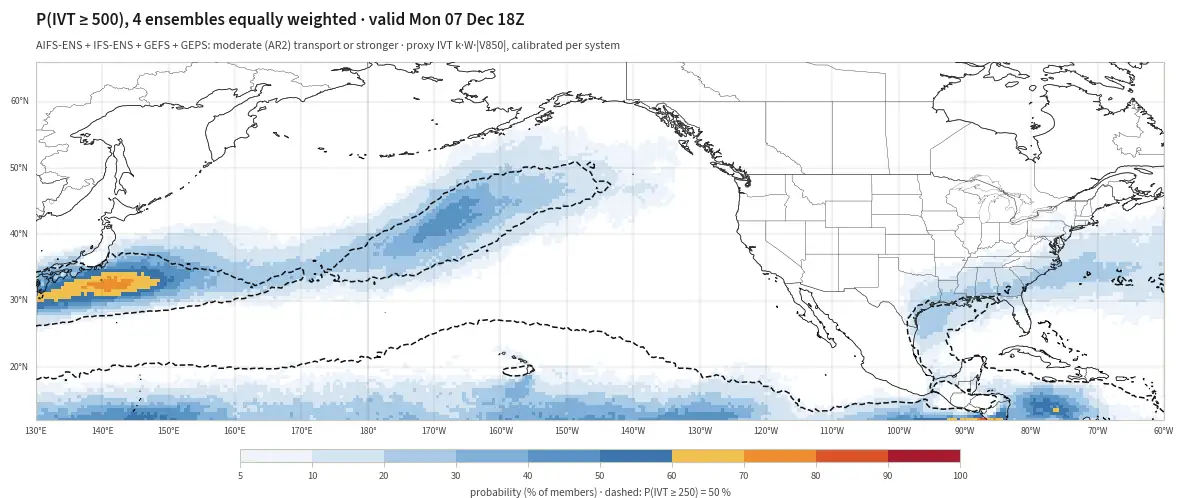 P(IVT ≥ 500), 4 ensembles equally weighted · valid Mon 07 Dec 18Z
AIFS-ENS + IFS-ENS + GEFS + GEPS: moderate (AR2) transport or stronger · proxy IVT k·W·|V850|, calibrated per system
60°N
50°N
40°N
30°N
20°N
130°E 140°E 150°E 160°E 180° 170°W 160°W 150°W 140°W 130°W 120°W 110°W 100°W 90°W 80°W 70°W 60°W
5 10 20 30 40 50 60 70 80 90 100
probability (% of members) · dashed: P(IVT ≥ 250) = 50 %